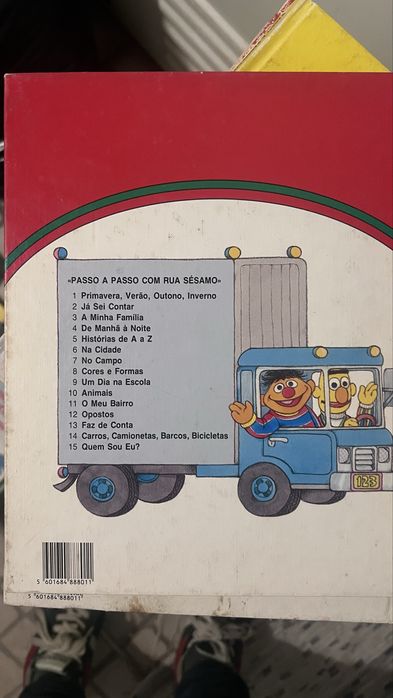 «PASSO A PASSO COM RUA SÉSAMO»
1 Primavera, Verão, Outono, Inverno
2 Já Sei Contar
3 A Minha Família
4 De Manhã à Noite
5 Histórias de A a Z
6 Na Cidade
7 No Campo
8 Cores e Formas
9 Um Dia na Escola
10 Animais
11 O Meu Bairro
12 Opostos
13 Faz de Conta
14 Carros, Camionetas, Barcos, Bicicletas
15 Quem Sou Eu?
123
5 601684 888011
5 601684 888011